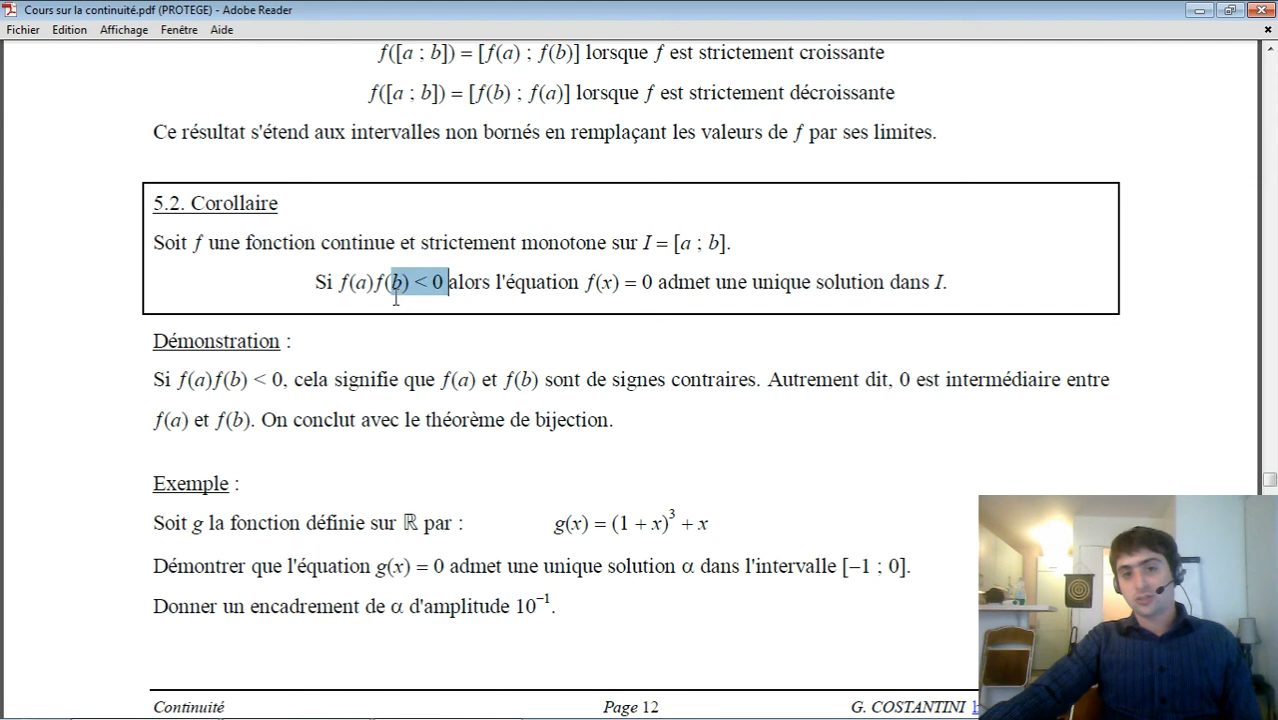 Cours sur la continuité.pdf (PROTEGE) - Adobe Reader
Fichier Edition Affichage Fenêtre Aide
f([a ; b]) = [f(a) ; f(b)] lorsque f est strictement croissante
f([a ; b]) = [f(b) ; f(a)] lorsque f est strictement décroissante
Ce résultat s'étend aux intervalles non bornés en remplaçant les valeurs de f par ses limites.
5.2. Corollaire
Soit f une fonction continue et strictement monotone sur I = [a ; b].
Si f(a)f(b) < 0 alors l'équation f(x) = 0 admet une unique solution dans I.
Démonstration :
Si f(a)f(b) < 0, cela signifie que f(a) et f(b) sont de signes contraires. Autrement dit, 0 est intermédiaire entre
f(a) et f(b). On conclut avec le théorème de bijection.
Exemple :
Soit g la fonction définie sur ℝ par : g(x) = (1 + x)³ + x
Démontrer que l'équation g(x) = 0 admet une unique solution α dans l'intervalle [−1 ; 0].
Donner un encadrement de α d'amplitude 10⁻¹.
Continuité Page 12 G. COSTANTINI